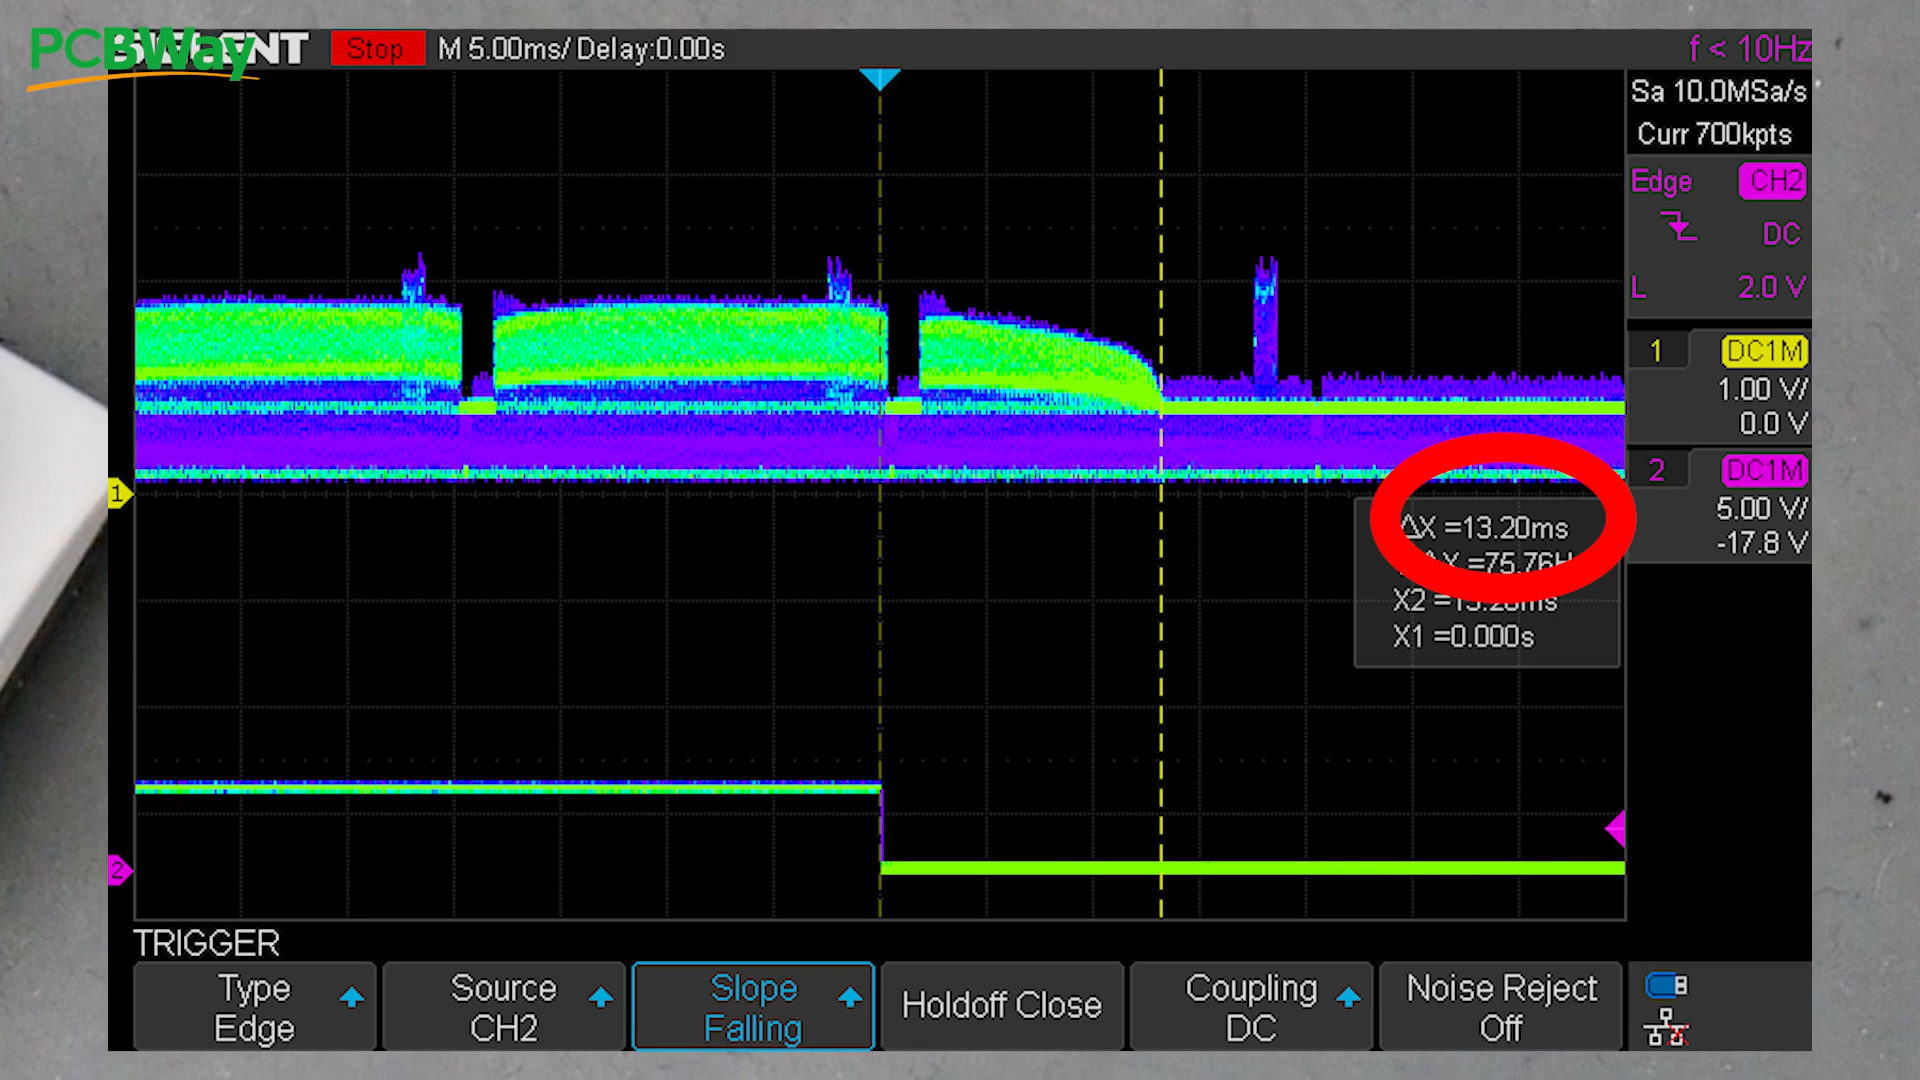 PCBWay
Stop
M 5.00ms/ Delay:0.00s
f < 10Hz
Sa 10.0MSa/s
Curr 700kpts
Edge CH2
DC
L 2.0 V
1 DC1M
1.00 V/
0.0 V
2 DC1M
5.00 V/
-17.8 V
1
ΔX =13.20ms
X1 =0.000s
2
TRIGGER
Type
Edge
Source
CH2
Slope
Falling
Holdoff Close
Coupling
DC
Noise Reject
Off